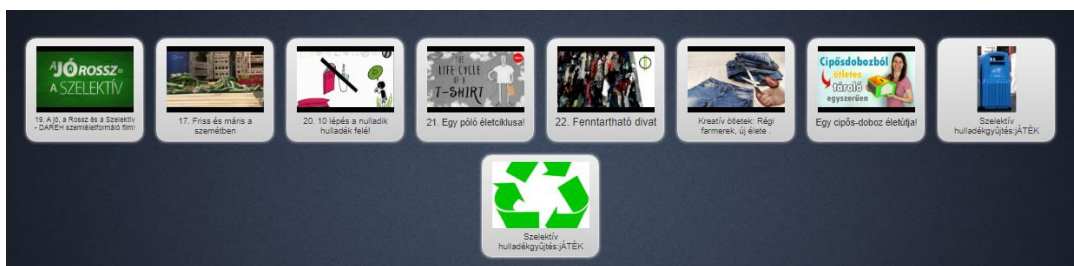 A JÓ, A ROSSZ ÉS
A SZELEKTÍV
19. A jó, a Rossz és a Szelektív
- DAREH szemléletformáló film!
17. Friss és máris a
szemétben
20. 10 lépés a nulladik
hulladék felé!
THE
LIFE CYCLE
OF A
T-SHIRT
21. Egy póló életciklusa!
22. Fenntartható divat
Kreatív ötletek: Régi
farmerek, új élete .
Cipősdobozból
ötletes
tároló
egyszerűen
Egy cipős-doboz életútja!
Szelektív
hulladékgyűjtés:jÁTÉK
Szelektív
hulladékgyűjtés:jÁTÉK